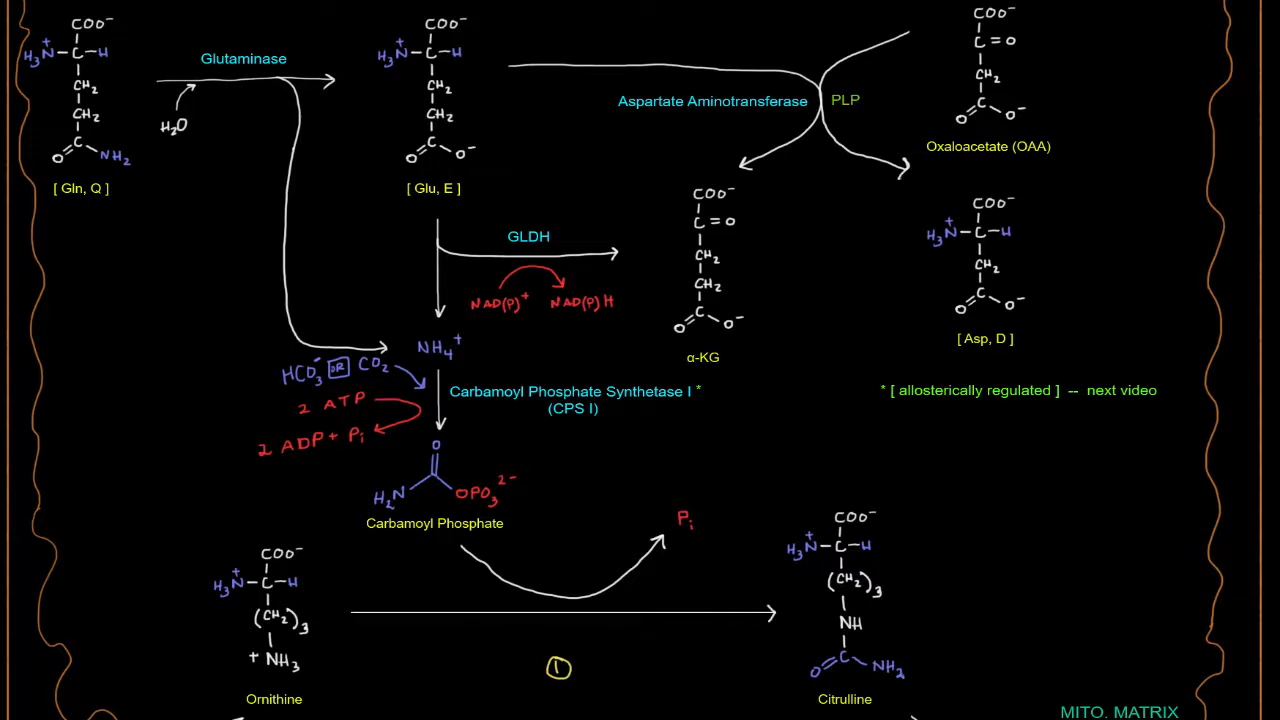 COO⁻
H₃N⁺–C–H
CH₂
CH₂
C
O NH₂
[ Gln, Q ]
Glutaminase
H₂O
COO⁻
H₃N⁺–C–H
CH₂
CH₂
C
O O⁻
[ Glu, E ]
Aspartate Aminotransferase
PLP
COO⁻
C=O
CH₂
C
O O⁻
Oxaloacetate (OAA)
COO⁻
H₃N⁺–C–H
CH₂
C
O O⁻
[ Asp, D ]
GLDH
NAD(P)⁺ NAD(P)H
COO⁻
C=O
CH₂
CH₂
C
O O⁻
α-KG
NH₄⁺
HCO₃⁻ OR CO₂
2 ATP
2 ADP + Pi
Carbamoyl Phosphate Synthetase I *
(CPS I)
* [ allosterically regulated ] -- next video
O
H₂N OPO₃²⁻
Carbamoyl Phosphate
Pi
COO⁻
H₃N⁺–C–H
(CH₂)₃
+NH₃
Ornithine
1
COO⁻
H₃N⁺–C–H
(CH₂)₃
NH
C
O NH₂
Citrulline
MITO. MATRIX